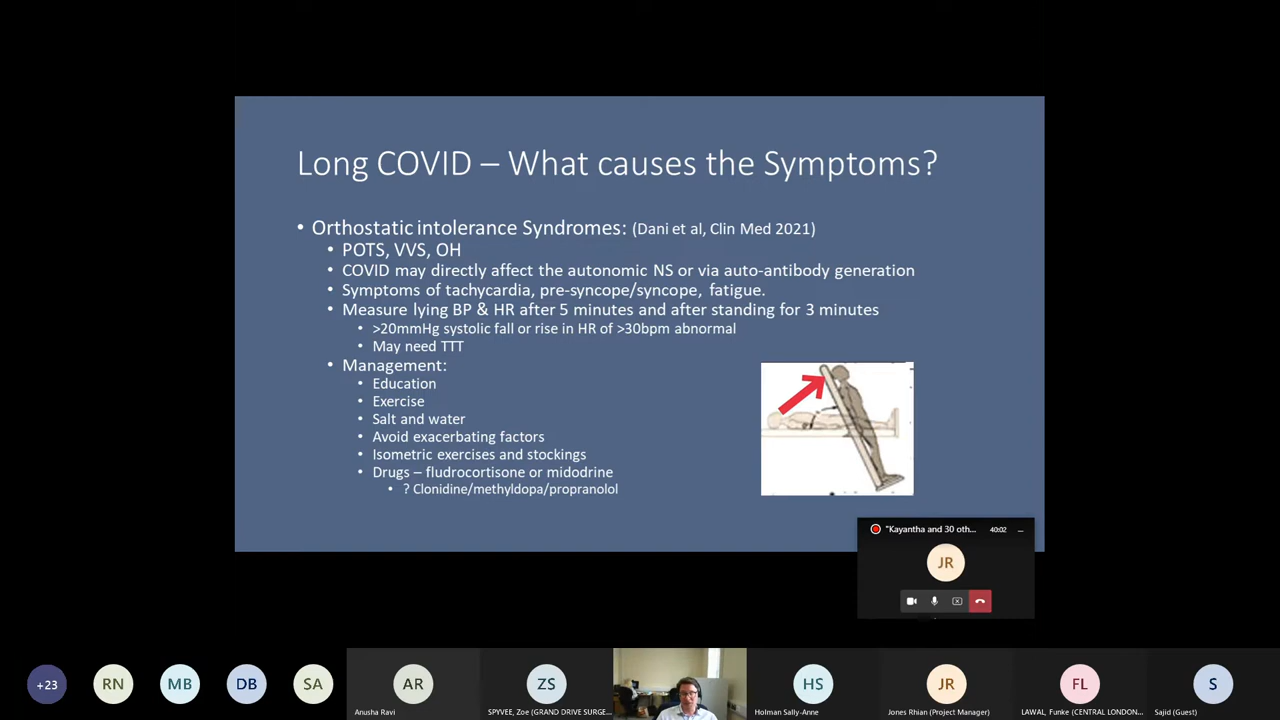 Long COVID – What causes the Symptoms?
• Orthostatic intolerance Syndromes: (Dani et al, Clin Med 2021)
• POTS, VVS, OH
• COVID may directly affect the autonomic NS or via auto-antibody generation
• Symptoms of tachycardia, pre-syncope/syncope, fatigue.
• Measure lying BP & HR after 5 minutes and after standing for 3 minutes
• >20mmHg systolic fall or rise in HR of >30bpm abnormal
• May need TTT
• Management:
• Education
• Exercise
• Salt and water
• Avoid exacerbating factors
• Isometric exercises and stockings
• Drugs – fludrocortisone or midodrine
• ? Clonidine/methyldopa/propranolol
"Kayantha and 30 oth... 40:02
JR
+23
RN
MB
DB
SA
AR
Anusha Ravi
ZS
SPYVEE, Zoe (GRAND DRIVE SURGE...
HS
Holman Sally-Anne
JR
Jones Rhian (Project Manager)
FL
LAWAL, Funke (CENTRAL LONDON...
S
Sajid (Guest)